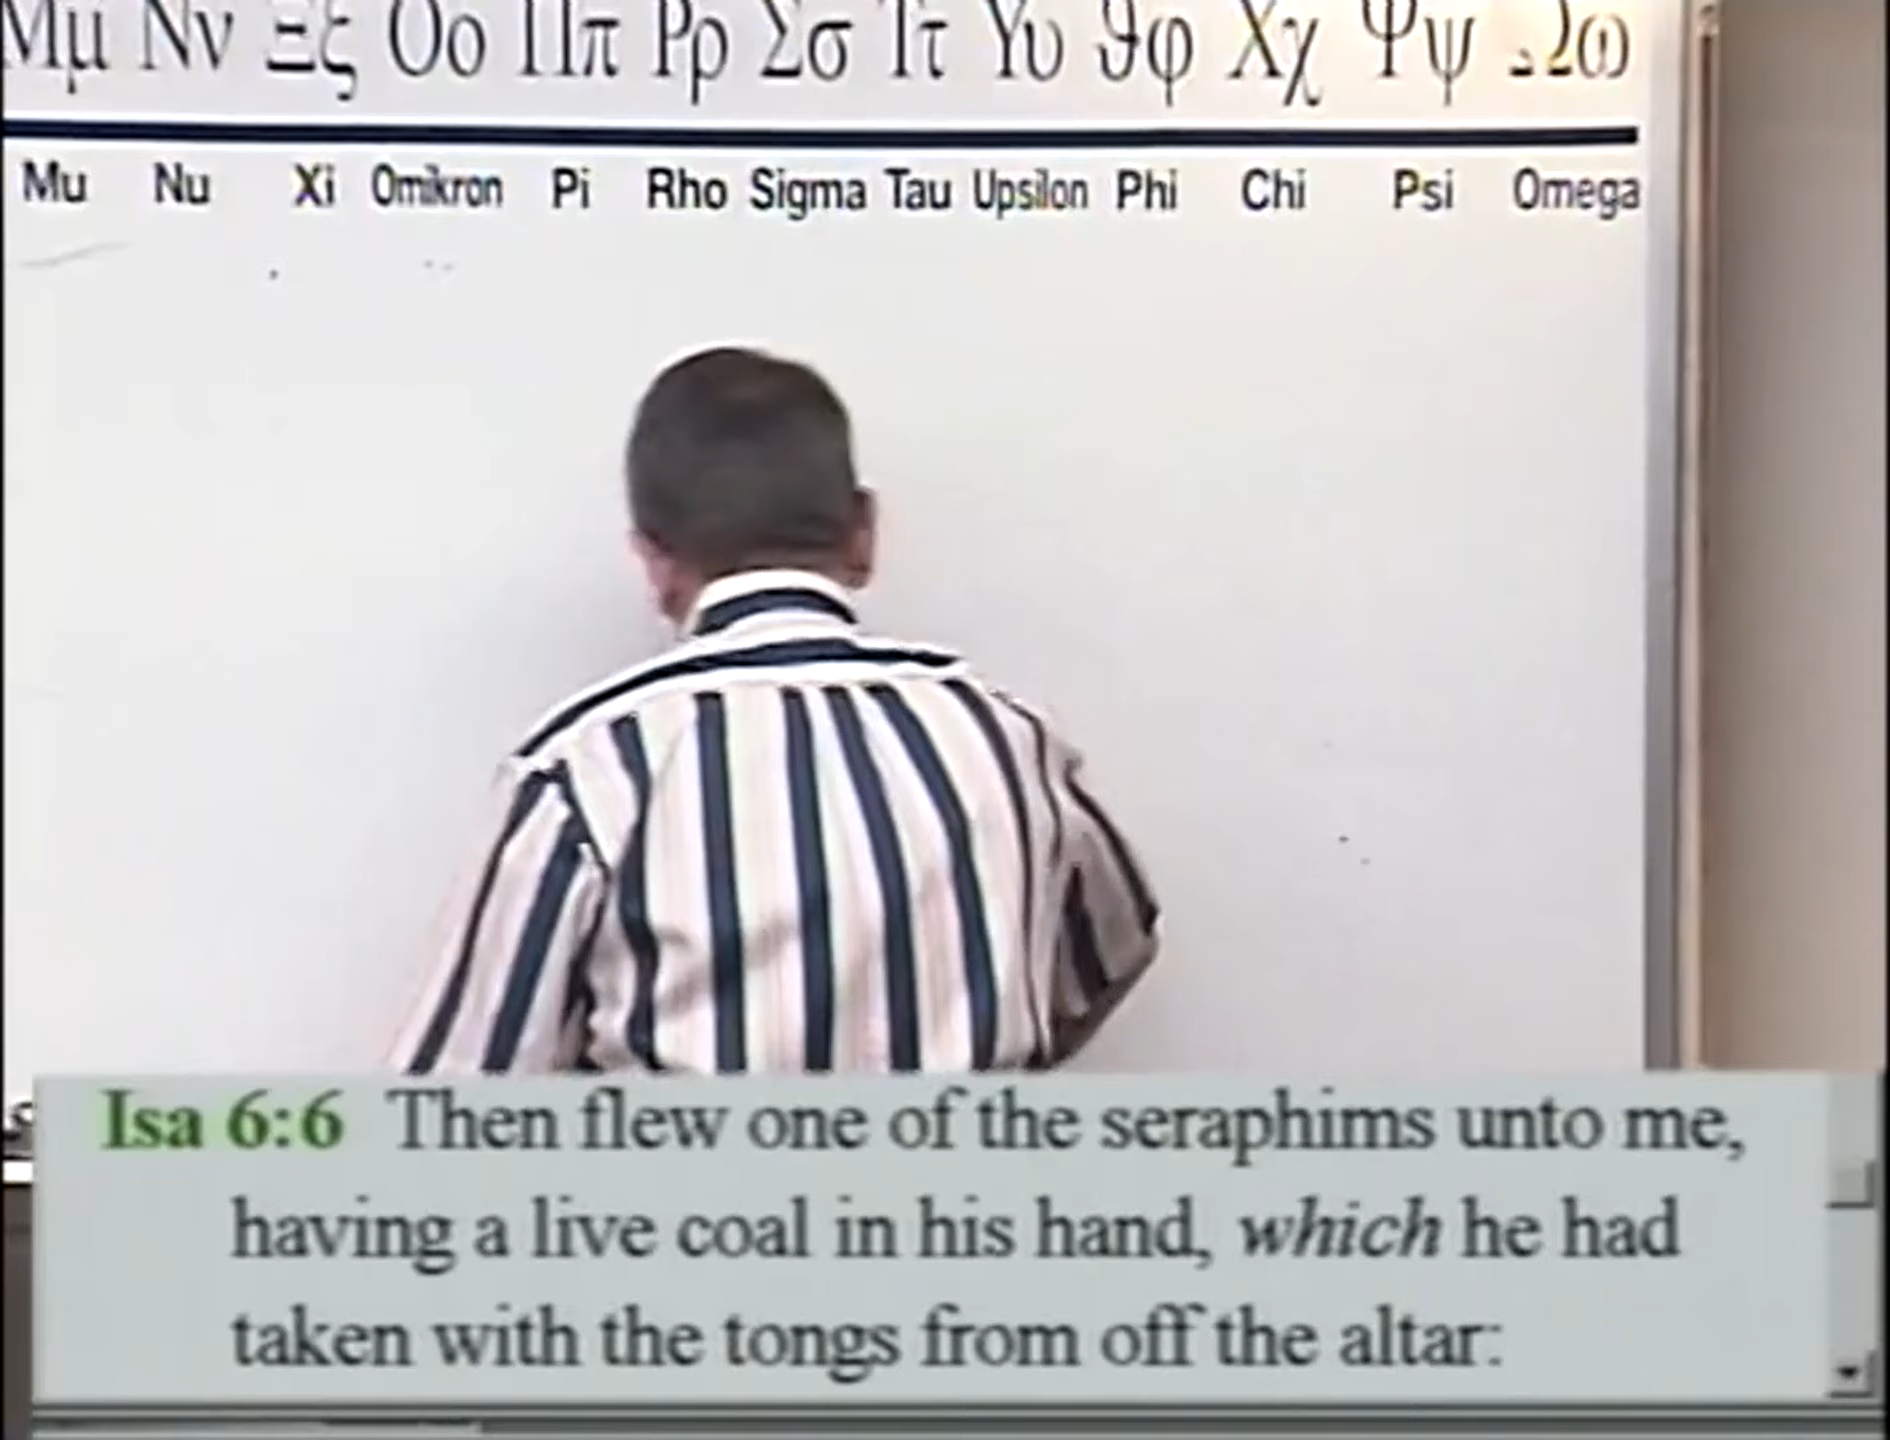 Μμ Νν Ξξ Οο Ππ Ρρ Σσ Ττ Υυ ϑφ Χχ Ψψ Ωω
Mu Nu Xi Omikron Pi Rho Sigma Tau Upsilon Phi Chi Psi Omega
Isa 6:6 Then flew one of the seraphims unto me,
having a live coal in his hand, which he had
taken with the tongs from off the altar: